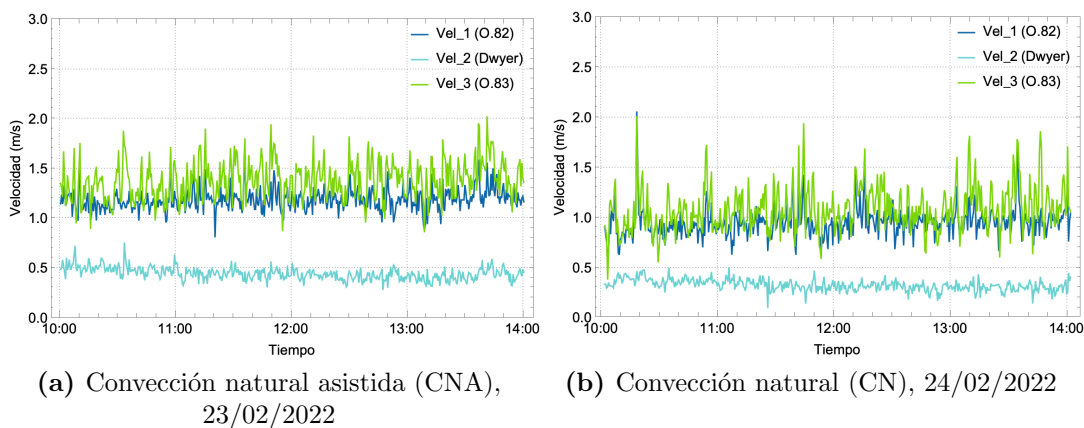 3.0
2.5
2.0
1.5
1.0
0.5
0.0
Velocidad (m/s)
Vel_1 (O.82)
Vel_2 (Dwyer)
Vel_3 (O.83)
10:00 11:00 12:00 13:00 14:00
Tiempo
(a) Convección natural asistida (CNA),
23/02/2022
3.0
2.5
2.0
1.5
1.0
0.5
0.0
Velocidad (m/s)
Vel_1 (O.82)
Vel_2 (Dwyer)
Vel_3 (O.83)
10:00 11:00 12:00 13:00 14:00
Tiempo
(b) Convección natural (CN), 24/02/2022